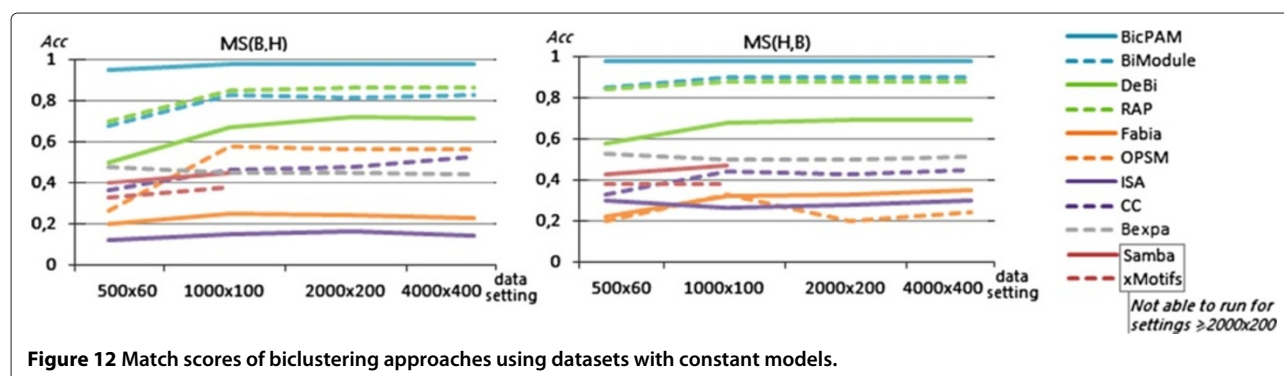 Acc
MS(B,H)
1
0,8
0,6
0,4
0,2
0
500x60 1000x100 2000x200 4000x400
data
setting
Acc
MS(H,B)
1
0,8
0,6
0,4
0,2
0
500x60 1000x100 2000x200 4000x400
data
setting
BicPAM
BiModule
DeBi
RAP
Fabia
OPSM
ISA
CC
Bexpa
Samba
xMotifs
Not able to run for
settings ≥2000x200
Figure 12 Match scores of biclustering approaches using datasets with constant models.